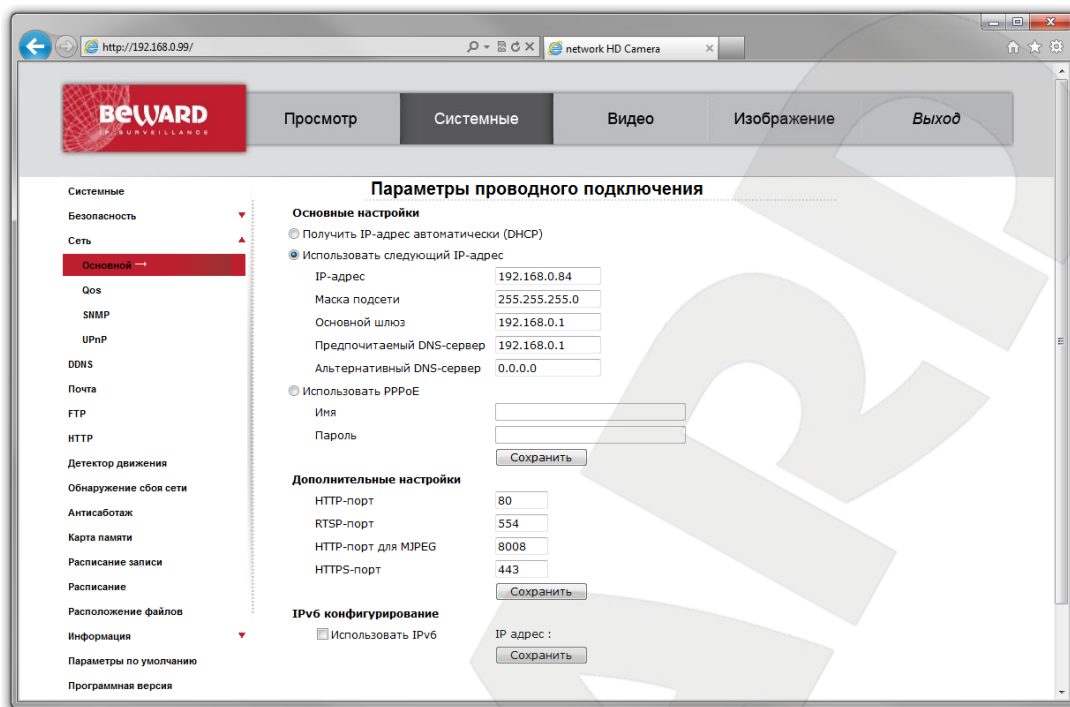 http://192.168.0.99/
network HD Camera
BEWARD
IP SURVEILLANCE
Просмотр
Системные
Видео
Изображение
Выход
Системные
Безопасность
Сеть
Основной →
Qos
SNMP
UPnP
DDNS
Почта
FTP
HTTP
Детектор движения
Обнаружение сбоя сети
Антисаботаж
Карта памяти
Расписание записи
Расписание
Расположение файлов
Информация
Параметры по умолчанию
Программная версия
Параметры проводного подключения
Основные настройки
Получить IP-адрес автоматически (DHCP)
Использовать следующий IP-адрес
IP-адрес 192.168.0.84
Маска подсети 255.255.255.0
Основной шлюз 192.168.0.1
Предпочитаемый DNS-сервер 192.168.0.1
Альтернативный DNS-сервер 0.0.0.0
Использовать PPPoE
Имя
Пароль
Сохранить
Дополнительные настройки
HTTP-порт 80
RTSP-порт 554
HTTP-порт для MJPEG 8008
HTTPS-порт 443
Сохранить
IPv6 конфигурирование
Использовать IPv6 IP адрес :
Сохранить